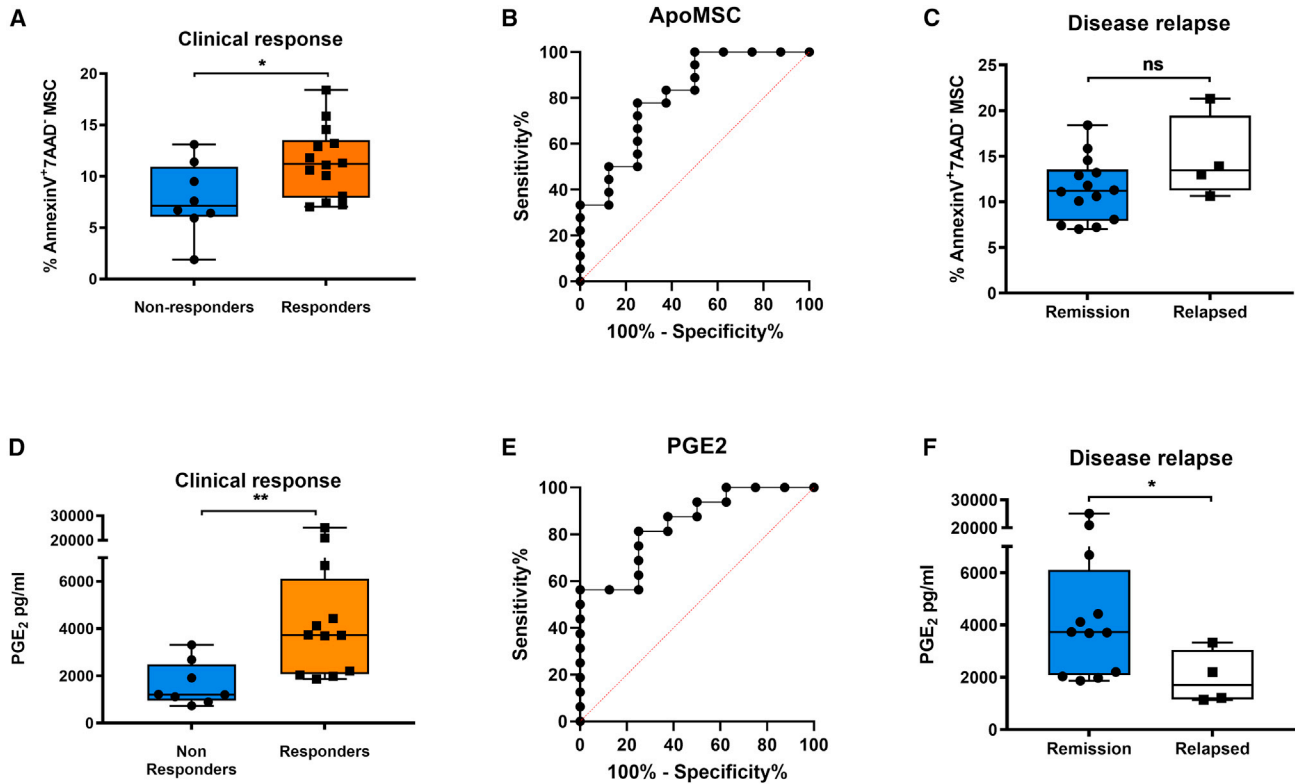 A
Clinical response
*
% AnnexinV⁺7AAD⁻ MSC
20
15
10
5
0
Non-responders
Responders
B
ApoMSC
Sensitivity%
100
80
60
40
20
0
0 20 40 60 80 100
100% - Specificity%
C
Disease relapse
ns
% AnnexinV⁺7AAD⁻ MSC
25
20
15
10
5
0
Remission
Relapsed
D
Clinical response
**
PGE₂ pg/ml
30000
20000
6000
4000
2000
0
Non
Responders
Responders
E
PGE2
Sensitivity%
100
80
60
40
20
0
0 20 40 60 80 100
100% - Specificity%
F
Disease relapse
*
PGE₂ pg/ml
30000
20000
6000
4000
2000
0
Remission
Relapsed